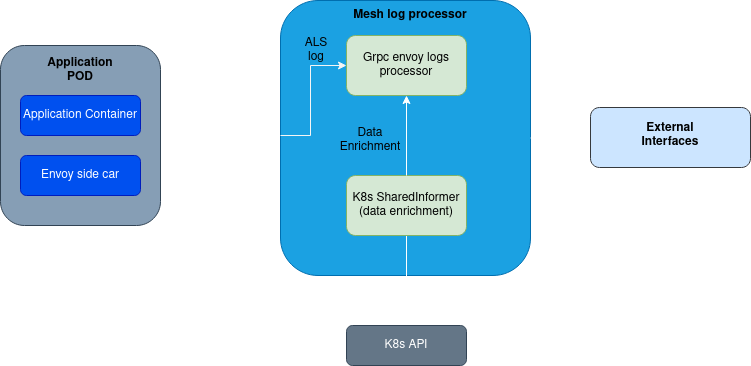 Mesh log processor
ALS
log
Grpc envoy logs
processor
Application
POD
Application Container
Envoy side car
Data
Enrichment
External
Interfaces
K8s SharedInformer
(data enrichment)
K8s API